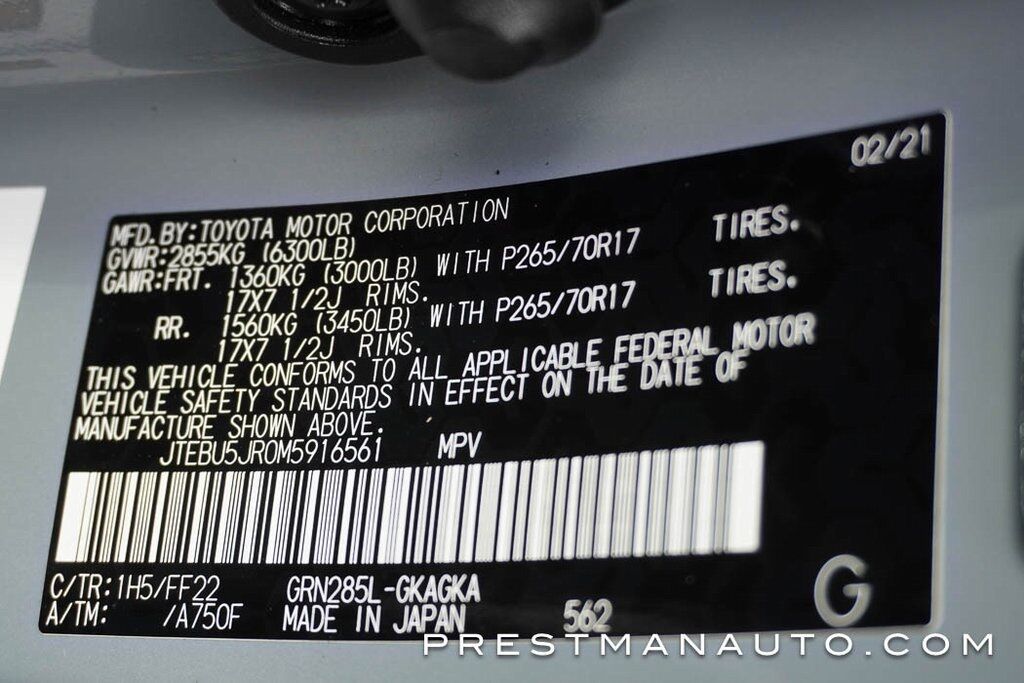 02/21
MFD.BY:TOYOTA MOTOR CORPORATION
GVWR:2855KG (6300LB)
GAWR:FRT. 1360KG (3000LB) WITH P265/70R17 TIRES.
17X7 1/2J RIMS.
RR. 1560KG (3450LB) WITH P265/70R17 TIRES.
17X7 1/2J RIMS.
THIS VEHICLE CONFORMS TO ALL APPLICABLE FEDERAL MOTOR
VEHICLE SAFETY STANDARDS IN EFFECT ON THE DATE OF
MANUFACTURE SHOWN ABOVE.
JTEBU5JR0M5916561 MPV
C/TR:1H5/FF22 GRN285L-GKAGKA
A/TM: /A750F MADE IN JAPAN 562 G
PRESTMANAUTO.COM